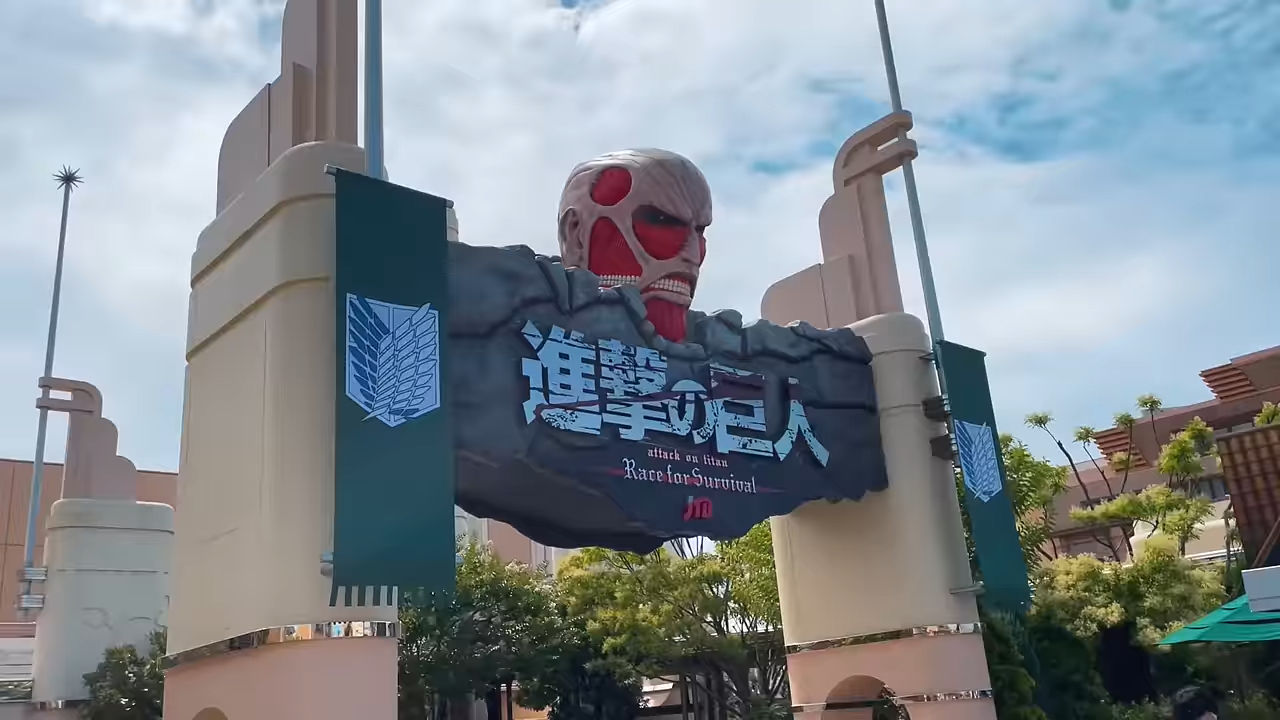 進撃の巨人
attack on titan
Race for Survival